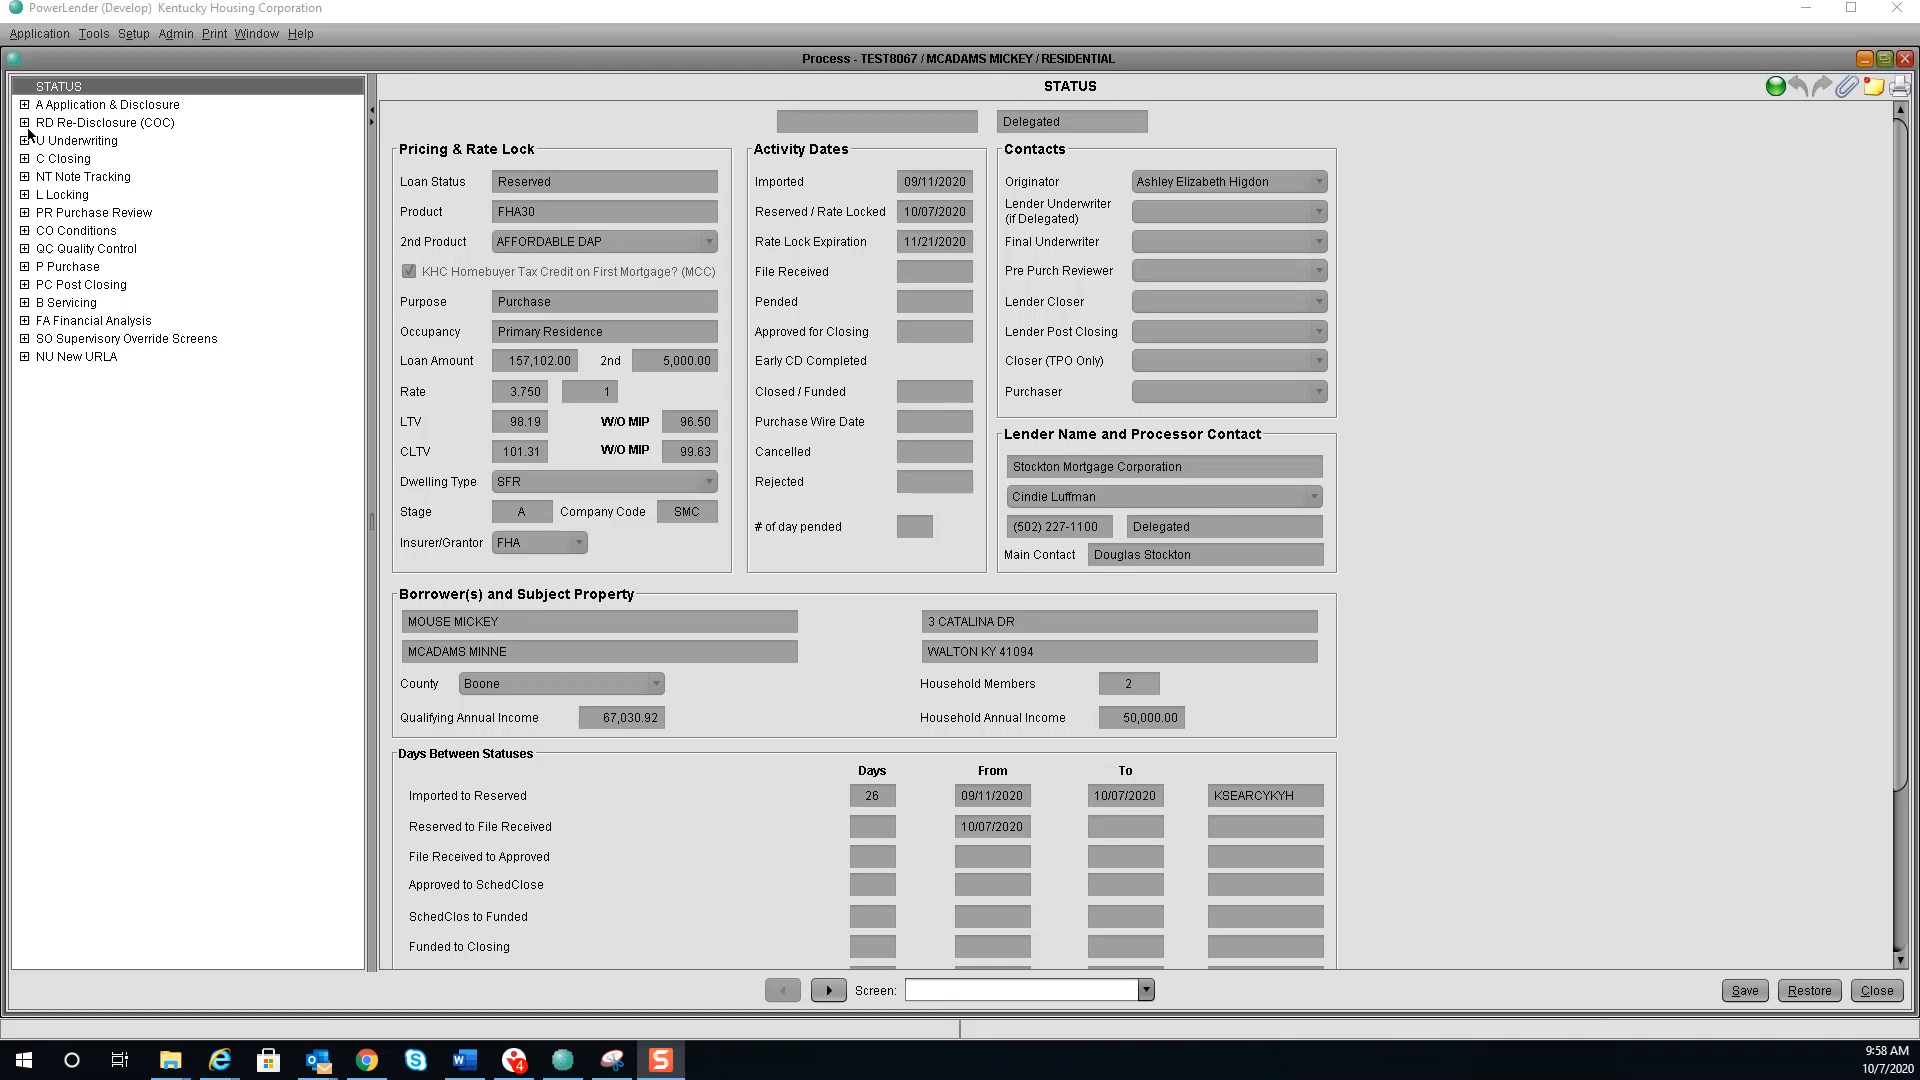 PowerLender (Develop)  Kentucky Housing Corporation
Application Tools Setup Admin Print Window Help
Process - TEST8067 / MCADAMS MICKEY / RESIDENTIAL
STATUS
A Application & Disclosure
RD Re-Disclosure (COC)
U Underwriting
C Closing
NT Note Tracking
L Locking
PR Purchase Review
CO Conditions
QC Quality Control
P Purchase
PC Post Closing
B Servicing
FA Financial Analysis
SO Supervisory Override Screens
NU New URLA
STATUS
Delegated
Pricing & Rate Lock
Loan Status Reserved
Product FHA30
2nd Product AFFORDABLE DAP
KHC Homebuyer Tax Credit on First Mortgage? (MCC)
Purpose Purchase
Occupancy Primary Residence
Loan Amount 157,102.00 2nd 5,000.00
Rate 3.750 1
LTV 98.19 W/O MIP 96.50
CLTV 101.31 W/O MIP 99.63
Dwelling Type SFR
Stage A Company Code SMC
Insurer/Grantor FHA
Activity Dates
Imported 09/11/2020
Reserved / Rate Locked 10/07/2020
Rate Lock Expiration 11/21/2020
File Received
Pended
Approved for Closing
Early CD Completed
Closed / Funded
Purchase Wire Date
Cancelled
Rejected
# of day pended
Contacts
Originator Ashley Elizabeth Higdon
Lender Underwriter
(if Delegated)
Final Underwriter
Pre Purch Reviewer
Lender Closer
Lender Post Closing
Closer (TPO Only)
Purchaser
Lender Name and Processor Contact
Stockton Mortgage Corporation
Cindie Luffman
(502) 227-1100 Delegated
Main Contact Douglas Stockton
Borrower(s) and Subject Property
MOUSE MICKEY 3 CATALINA DR
MCADAMS MINNE WALTON KY 41094
County Boone Household Members 2
Qualifying Annual Income 67,030.92 Household Annual Income 50,000.00
Days Between Statuses
Days From To
Imported to Reserved 26 09/11/2020 10/07/2020 KSEARCYKYH
Reserved to File Received 10/07/2020
File Received to Approved
Approved to SchedClose
SchedClos to Funded
Funded to Closing
Screen: Save Restore Close
4
9:58 AM
10/7/2020